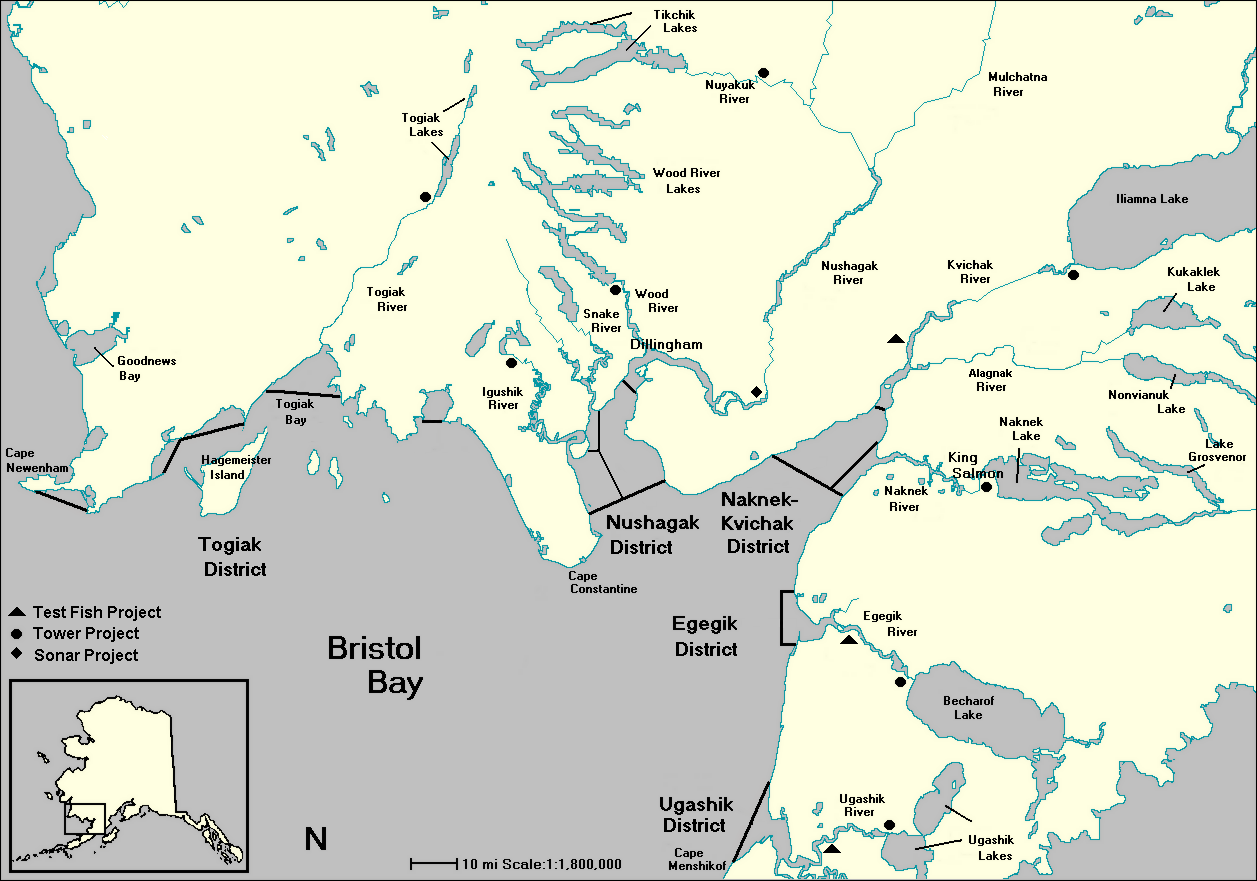 Tikchik
Lakes
Nuyakuk
River
Mulchatna
River
Togiak
Lakes
Wood River
Lakes
Iliamna Lake
Nushagak
River
Kvichak
River
Kukaklek
Lake
Togiak
River
Wood
River
Snake
River
Dillingham
Goodnews
Bay
Alagnak
River
Igushik
River
Nonvianuk
Lake
Togiak
Bay
Naknek
Lake
Lake
Grosvenor
Cape
Newenham
Hagemeister
Island
King
Salmon
Naknek
River
Naknek-
Kvichak
District
Nushagak
District
Togiak
District
Cape
Constantine
Test Fish Project
Tower Project
Sonar Project
Egegik
District
Egegik
River
Bristol
Bay
Becharof
Lake
Ugashik
District
Ugashik
River
Cape
Menshikof
Ugashik
Lakes
N
10 mi Scale:1:1,800,000